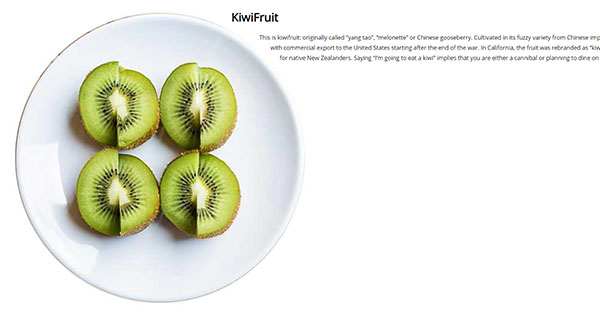 KiwiFruit
This is kiwifruit: originally called "yang tao", "melonette" or Chinese gooseberry. Cultivated in its fuzzy variety from Chinese imp
with commercial export to the United States starting after the end of the war. In California, the fruit was rebranded as "kiw
for native New Zealanders. Saying "I'm going to eat a kiwi" implies that you are either a cannibal or planning to dine on